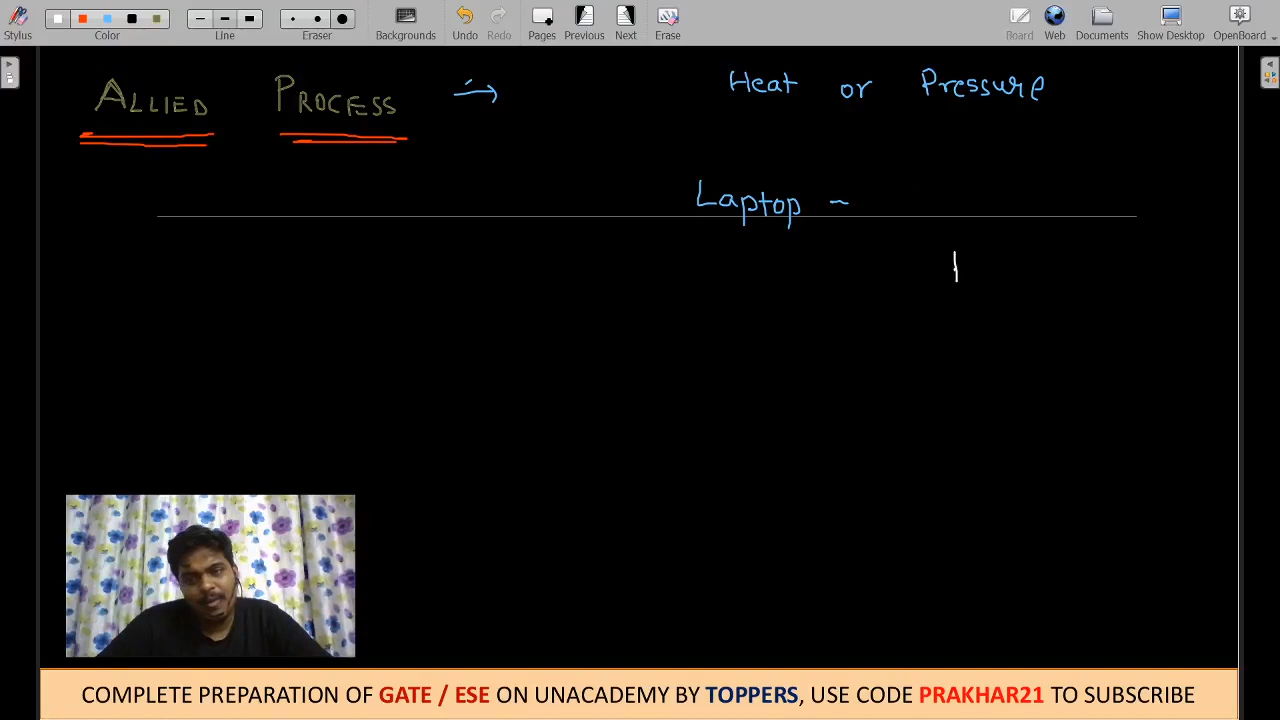 Stylus Color Line Eraser Backgrounds Undo Redo Pages Previous Next Erase Board Web Documents Show Desktop OpenBoard
ALLIED PROCESS → Heat or Pressure
Laptop -
COMPLETE PREPARATION OF GATE / ESE ON UNACADEMY BY TOPPERS, USE CODE PRAKHAR21 TO SUBSCRIBE